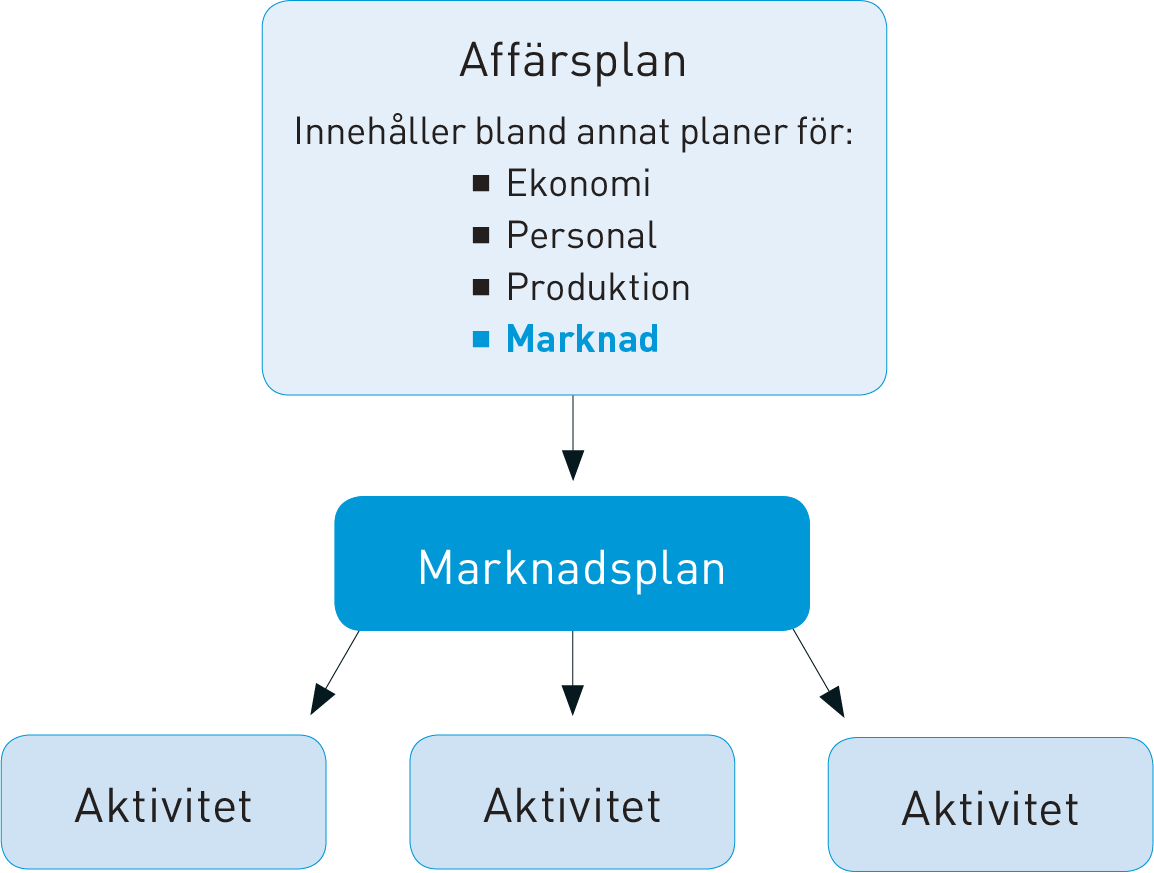 Affärsplan
Innehåller bland annat planer för:
■ Ekonomi
■ Personal
■ Produktion
■ Marknad
Marknadsplan
Aktivitet
Aktivitet
Aktivitet